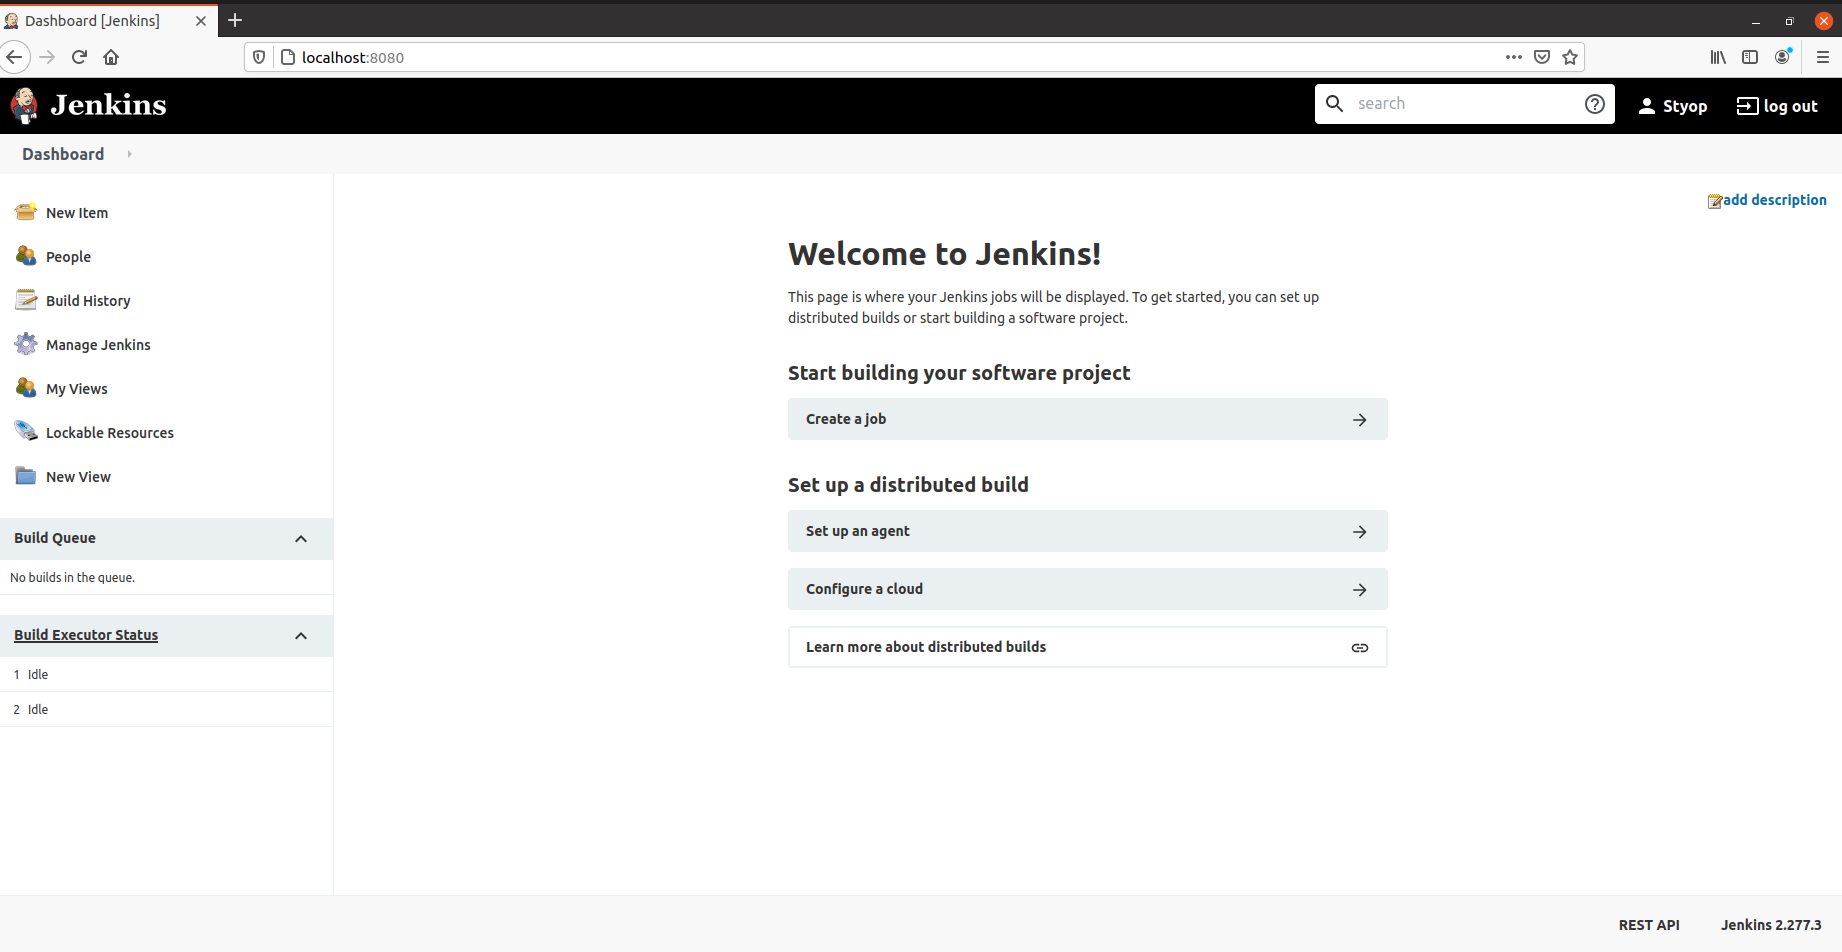 Dashboard [Jenkins]
localhost:8080
Jenkins
search
Styop
log out
Dashboard
New Item
People
Build History
Manage Jenkins
My Views
Lockable Resources
New View
Build Queue
No builds in the queue.
Build Executor Status
1 Idle
2 Idle
add description
Welcome to Jenkins!
This page is where your Jenkins jobs will be displayed. To get started, you can set up
distributed builds or start building a software project.
Start building your software project
Create a job
Set up a distributed build
Set up an agent
Configure a cloud
Learn more about distributed builds
REST API
Jenkins 2.277.3